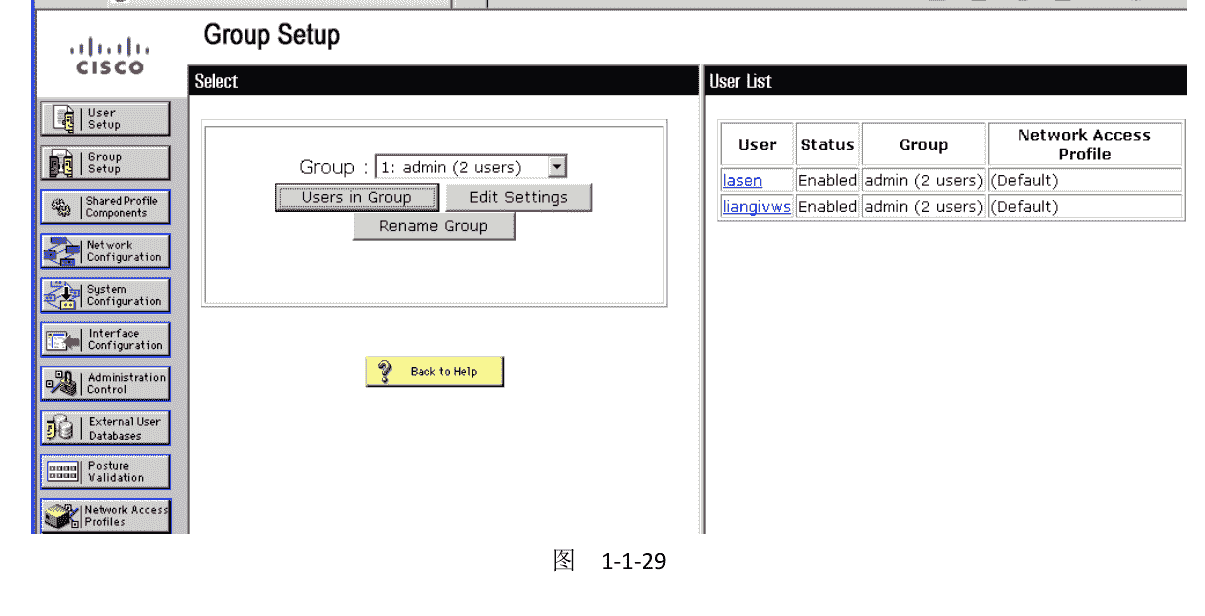 CISCO
Group Setup
Select
User List
User
Setup
Group
Setup
Shared Profile
Components
Network
Configuration
System
Configuration
Interface
Configuration
Administration
Control
External User
Databases
Posture
Validation
Network Access
Profiles
Group : 1: admin (2 users)
Users in Group Edit Settings
Rename Group
Back to Help
User Status Group Network Access
Profile
lasen Enabled admin (2 users) (Default)
liangivws Enabled admin (2 users) (Default)
图 1-1-29